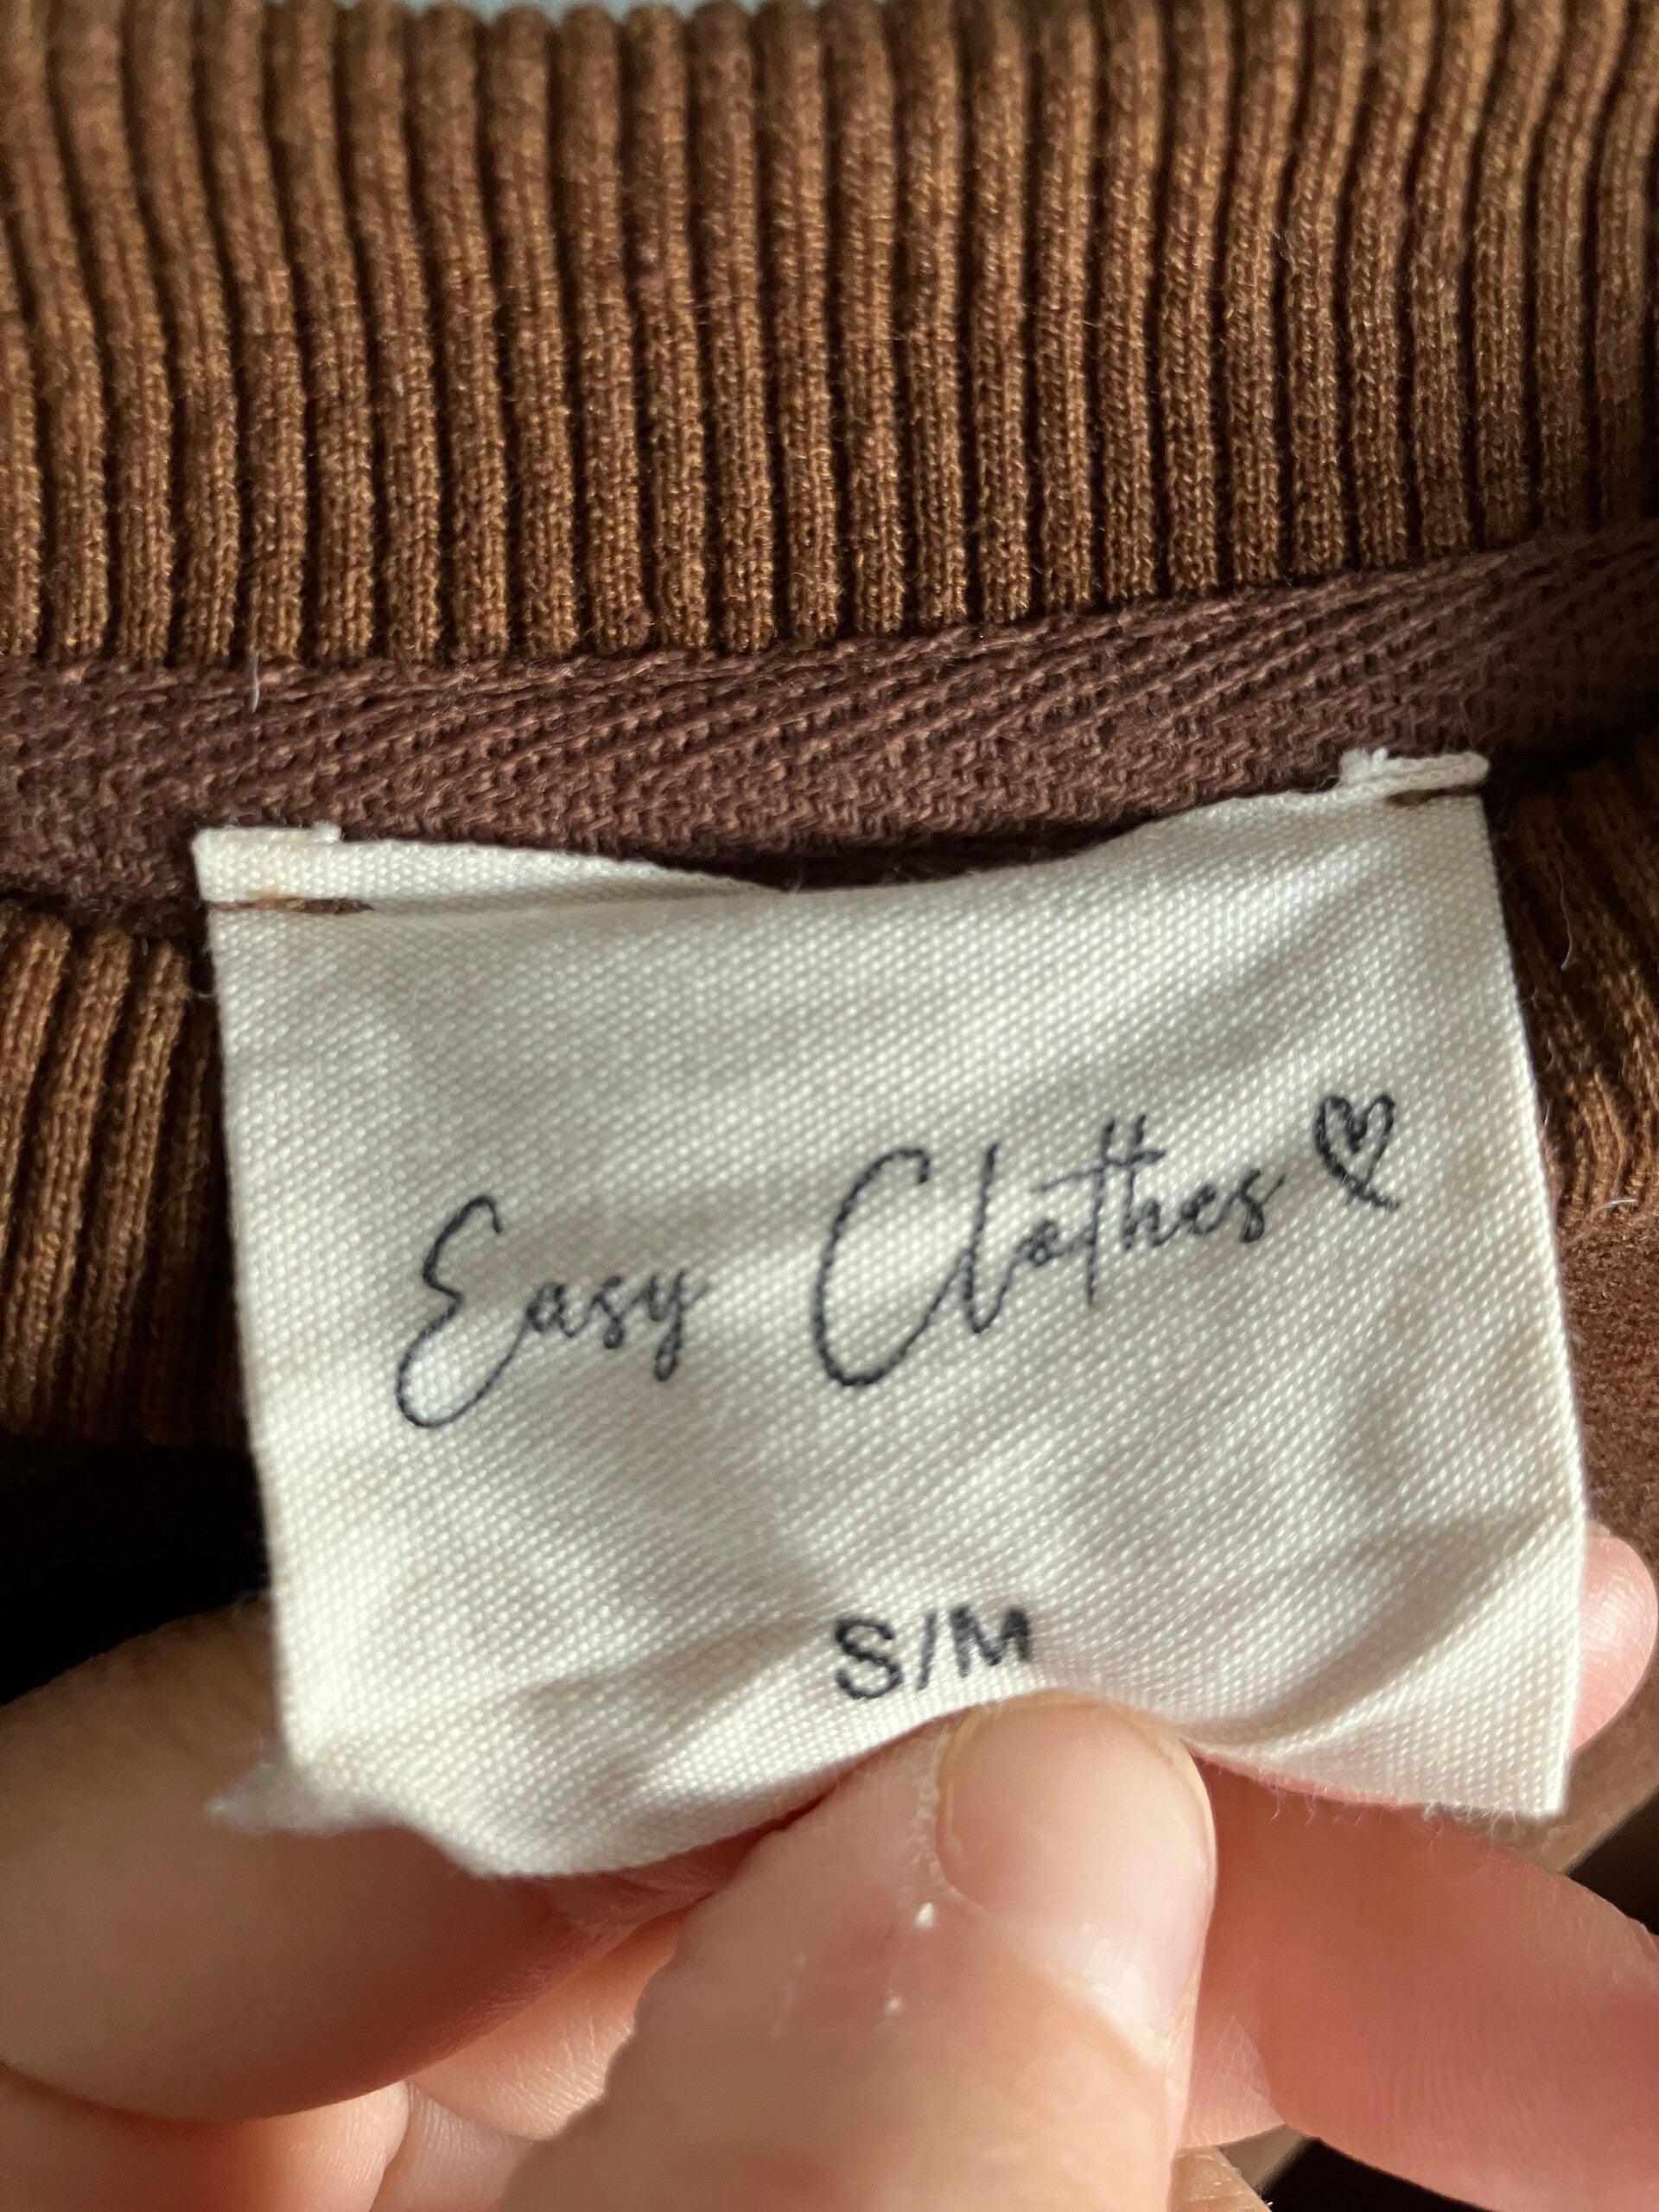 Easy Clothes ♡
S/M